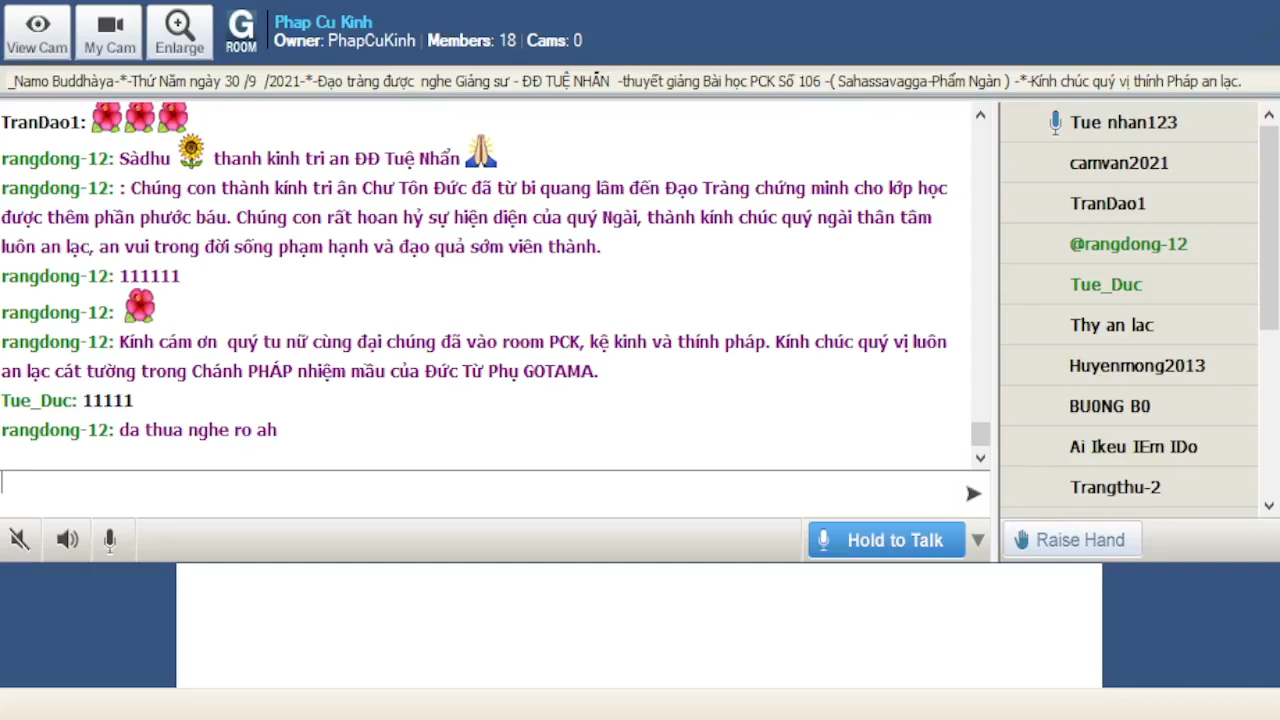 View Cam
My Cam
Enlarge
G ROOM
Phap Cu Kinh
Owner: PhapCuKinh | Members: 18 | Cams: 0
_Namo Buddhàya-*-Thứ Năm ngày 30 /9 /2021-*-Đạo tràng được nghe Giảng sư - ĐĐ TUỆ NHẪN -thuyết giảng Bài học PCK Số 106 -( Sahassavagga-Phẩm Ngàn ) -*-Kính chúc quý vị thính Pháp an lạc.
TranDao1:
rangdong-12: Sàdhu thanh kinh tri an ĐĐ Tuệ Nhẩn
rangdong-12: : Chúng con thành kính tri ân Chư Tôn Đức đã từ bi quang lâm đến Đạo Tràng chứng minh cho lớp học
được thêm phần phước báu. Chúng con rất hoan hỷ sự hiện diện của quý Ngài, thành kính chúc quý ngài thân tâm
luôn an lạc, an vui trong đời sống phạm hạnh và đạo quả sớm viên thành.
rangdong-12: 111111
rangdong-12:
rangdong-12: Kính cám ơn quý tu nữ cùng đại chúng đã vào room PCK, kệ kinh và thính pháp. Kính chúc quý vị luôn
an lạc cát tường trong Chánh PHÁP nhiệm mầu của Đức Từ Phụ GOTAMA.
Tue_Duc: 11111
rangdong-12: da thua nghe ro ah
Tue nhan123
camvan2021
TranDao1
@rangdong-12
Tue_Duc
Thy an lac
Huyenmong2013
BU0NG B0
Ai Ikeu IEm IDo
Trangthu-2
Hold to Talk
Raise Hand